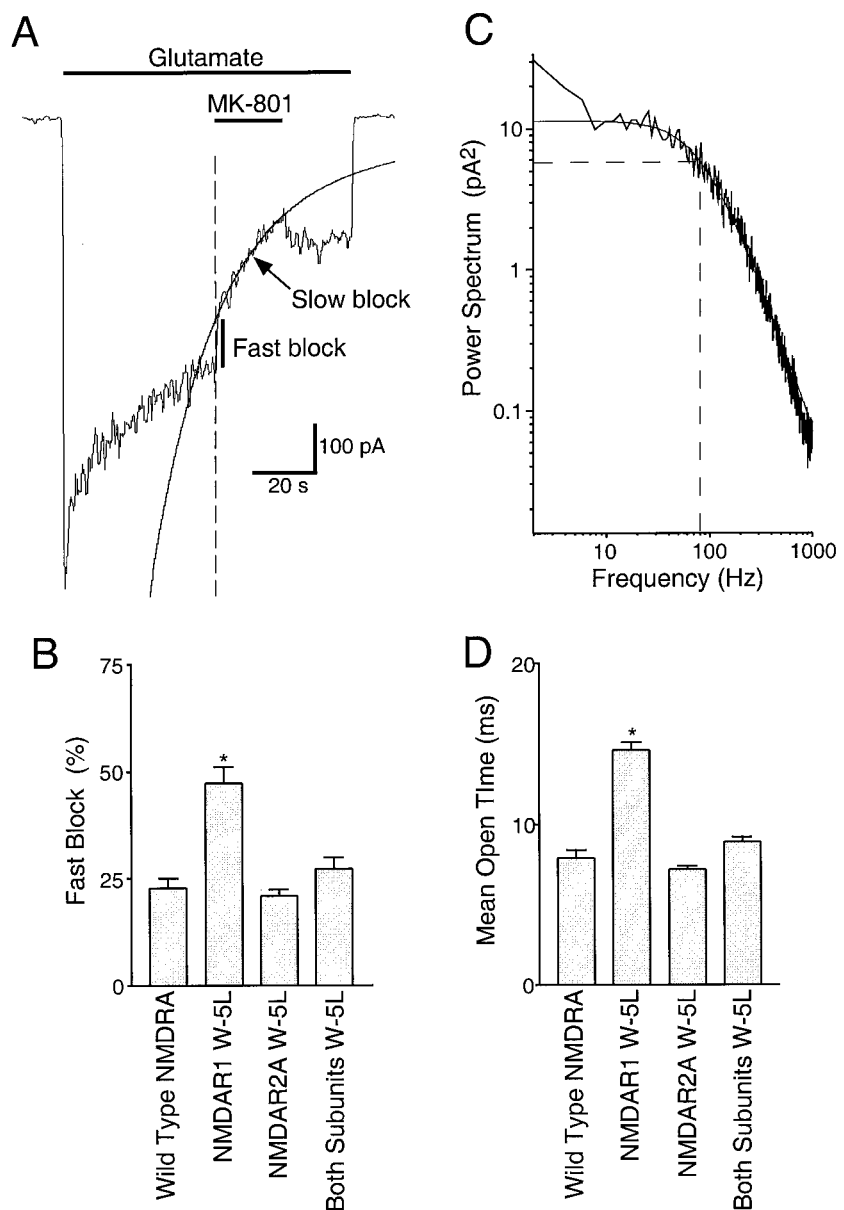 A
Glutamate
MK-801
Slow block
Fast block
100 pA
20 s
C
Power Spectrum (pA2)
10
1
0.1
10
100
1000
Frequency (Hz)
B
Fast Block (%)
75
50
25
0
*
Wild Type NMDRA
NMDAR1 W-5L
NMDAR2A W-5L
Both Subunits W-5L
D
Mean Open TIme (ms)
20
10
0
*
Wild Type NMDRA
NMDAR1 W-5L
NMDAR2A W-5L
Both Subunits W-5L